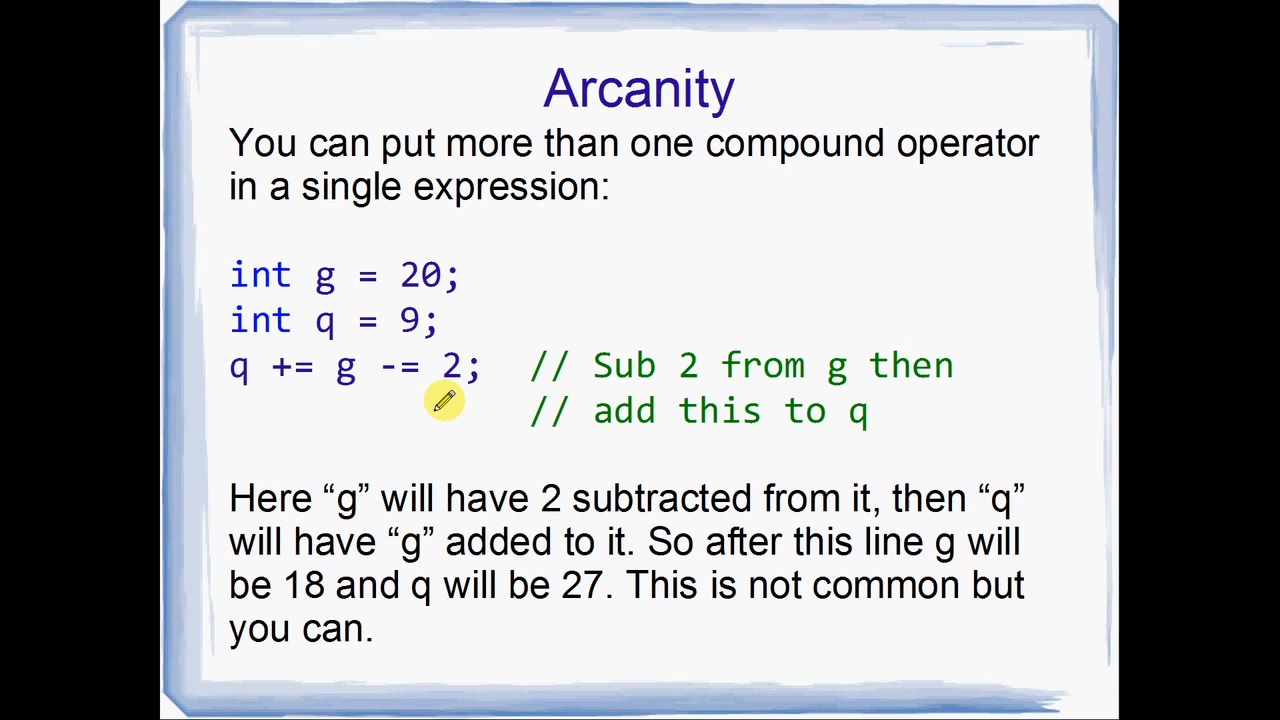 Arcanity
You can put more than one compound operator
in a single expression:
int g = 20;
int q = 9;
q += g -= 2;  // Sub 2 from g then
// add this to q
Here “g” will have 2 subtracted from it, then “q”
will have “g” added to it. So after this line g will
be 18 and q will be 27. This is not common but
you can.